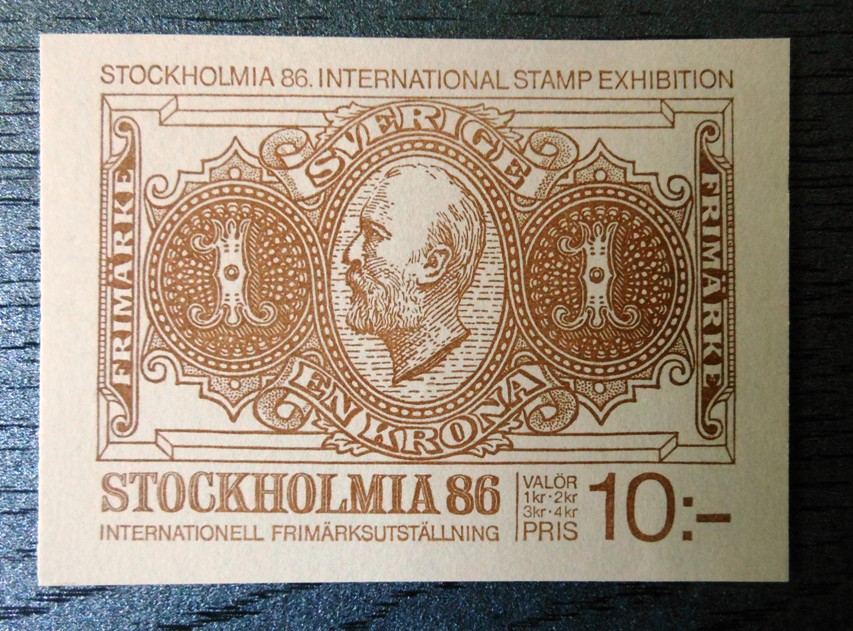 STOCKHOLMIA 86. INTERNATIONAL STAMP EXHIBITION
SVERIGE
FRIMÄRKE
1
1
FRIMÄRKE
EN KRONA
STOCKHOLMIA 86
INTERNATIONELL FRIMÄRKSUTSTÄLLNING
VALÖR
1kr·2kr
3kr·4kr
PRIS
10:-